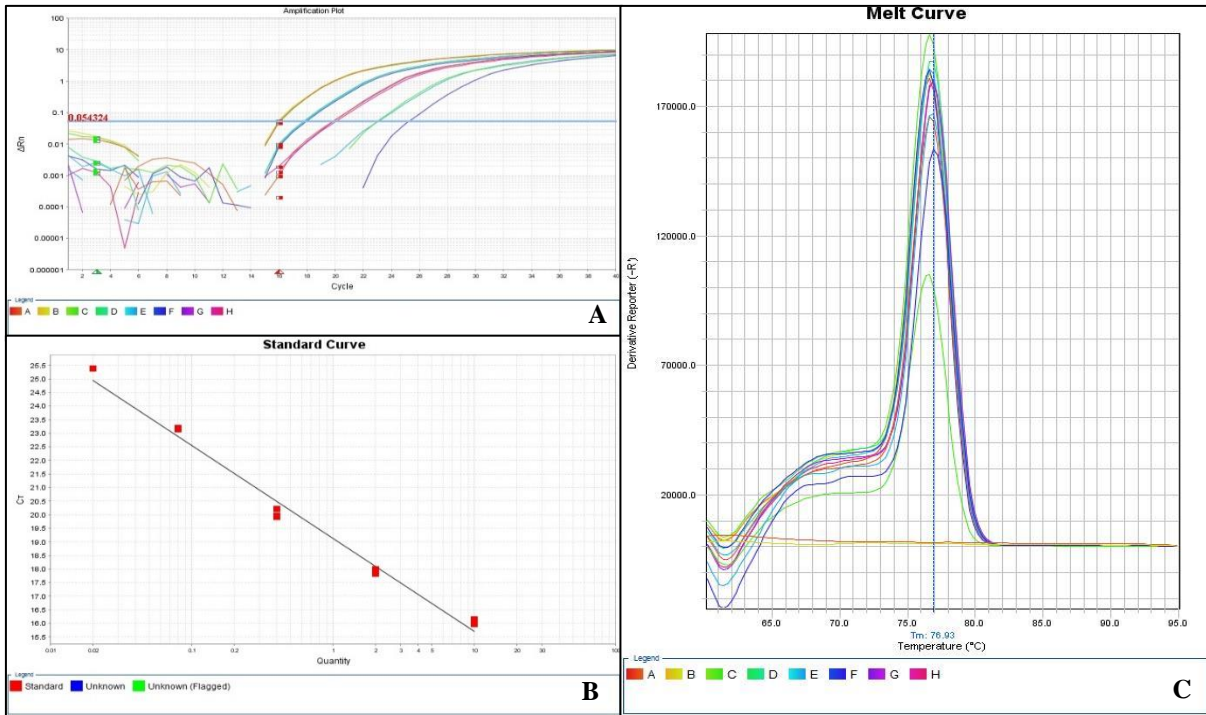 Amplification Plot
100
10
1
0.1
0.054324
0.01
0.001
0.0001
0.00001
0.000001
ΔRn
2 4 6 8 10 12 14 16 18 20 22 24 26 28 30 32 34 36 38 40
Cycle
Legend
A B C D E F G H
A
Standard Curve
25.5
25.0
24.5
24.0
23.5
23.0
22.5
22.0
21.5
21.0
20.5
20.0
19.5
19.0
18.5
18.0
17.5
17.0
16.5
16.0
15.5
CT
0.01 0.02 0.1 0.2 1 2 3 4 5 10 20 30 100
Quantity
Legend
Standard Unknown Unknown (Flagged)
B
Melt Curve
170000.0
120000.0
70000.0
20000.0
Derivative Reporter (-R')
65.0 70.0 75.0 80.0 85.0 90.0 95.0
Tm: 76.93
Temperature (°C)
Legend
A B C D E F G H
C